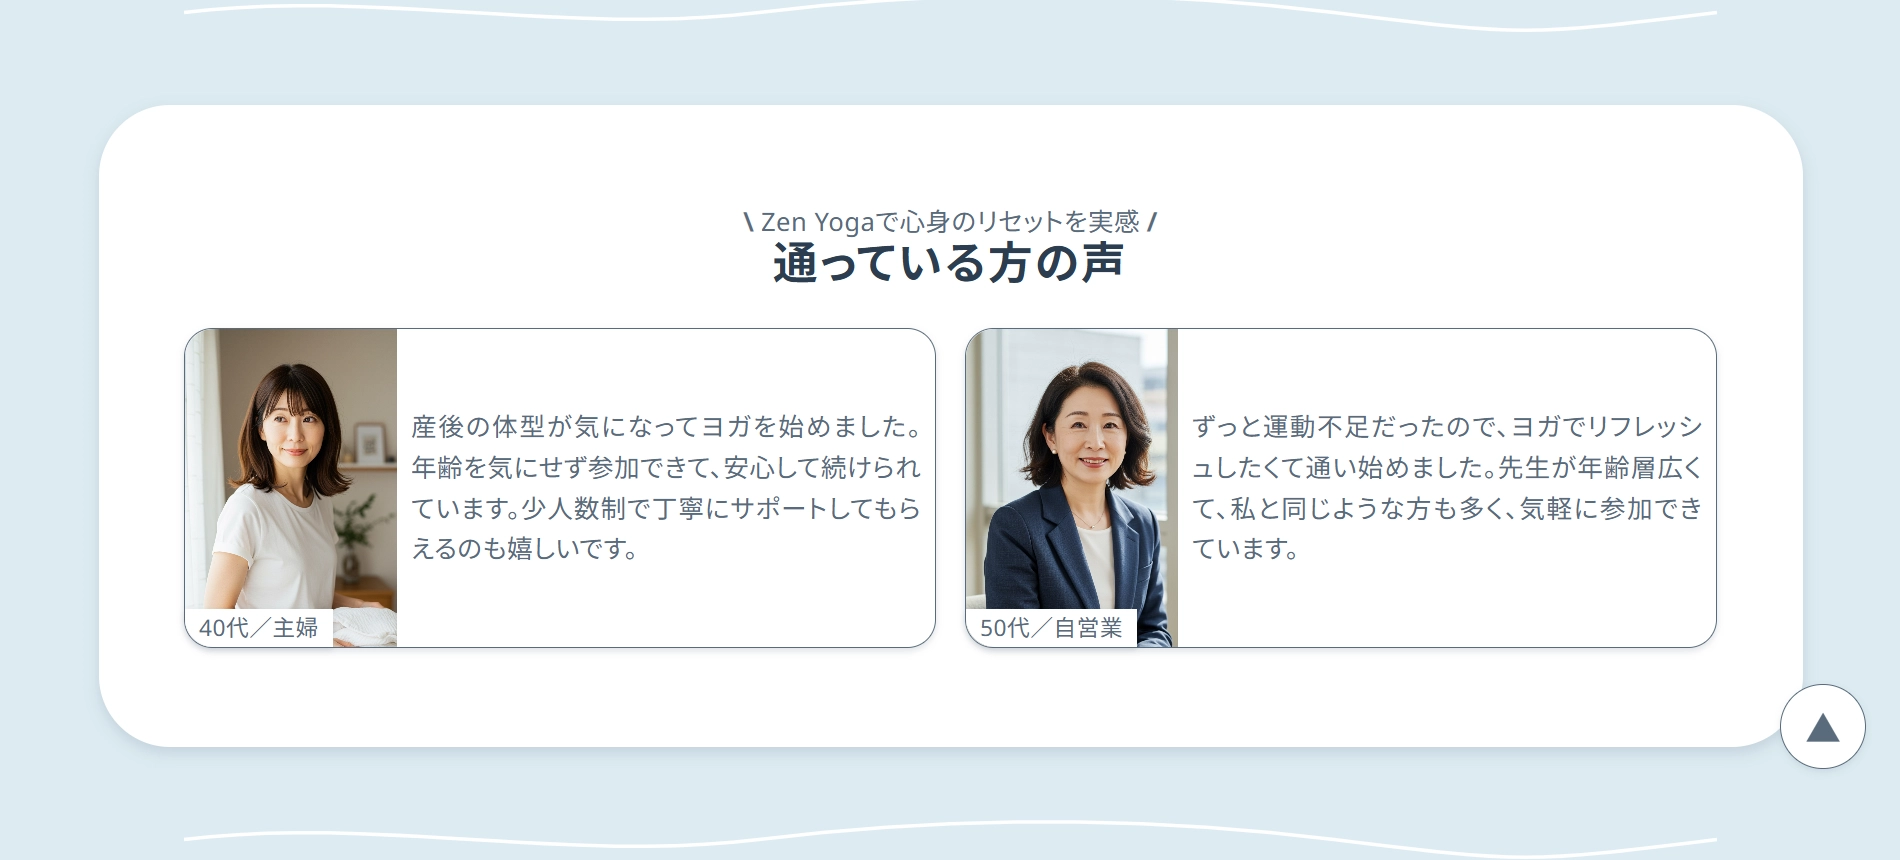 \ Zen Yogaで心身のリセットを実感 /
通っている方の声
産後の体型が気になってヨガを始めました。
年齢を気にせず参加できて、安心して続けられ
ています。少人数制で丁寧にサポートしてもら
えるのも嬉しいです。
40代／主婦
ずっと運動不足だったので、ヨガでリフレッシ
ュしたくて通い始めました。先生が年齢層広く
て、私と同じような方も多く、気軽に参加でき
ています。
50代／自営業